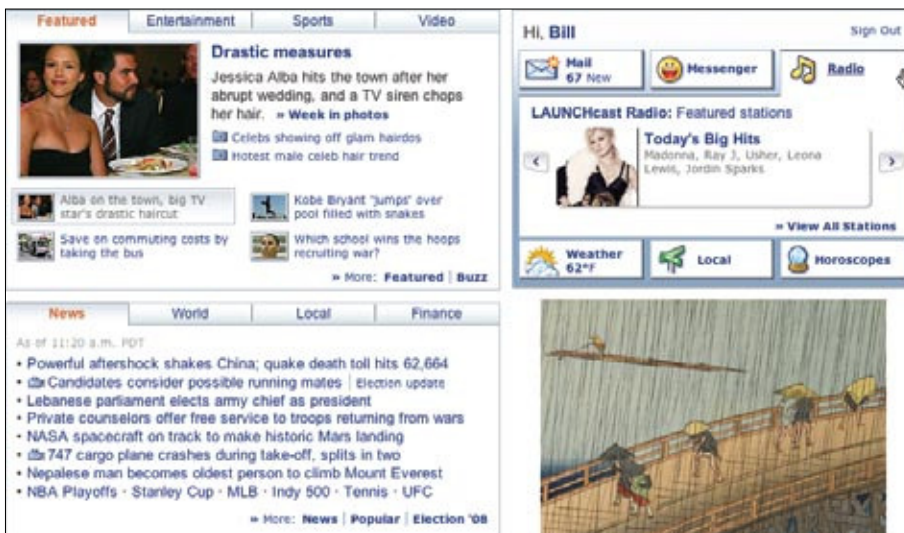 Featured
Entertainment
Sports
Video
Drastic measures
Jessica Alba hits the town after her
abrupt wedding, and a TV siren chops
her hair. » Week in photos
Celebs showing off glam hairdos
Hotest male celeb hair trend
Alba on the town, big TV
star's drastic haircut
Kobe Bryant "jumps" over
pool filled with snakes
Save on commuting costs by
taking the bus
Which school wins the hoops
recruiting war?
» More: Featured | Buzz
Hi, Bill
Sign Out
Mail
67 New
Messenger
Radio
LAUNCHcast Radio: Featured stations
Today's Big Hits
Madonna, Ray J, Usher, Leona
Lewis, Jordin Sparks
» View All Stations
Weather
62°F
Local
Horoscopes
News
World
Local
Finance
As of 11:20 a.m. PDT
• Powerful aftershock shakes China; quake death toll hits 62,664
• Candidates consider possible running mates | Election update
• Lebanese parliament elects army chief as president
• Private counselors offer free service to troops returning from wars
• NASA spacecraft on track to make historic Mars landing
• 747 cargo plane crashes during take-off, splits in two
• Nepalese man becomes oldest person to climb Mount Everest
• NBA Playoffs · Stanley Cup · MLB · Indy 500 · Tennis · UFC
» More: News | Popular | Election '08